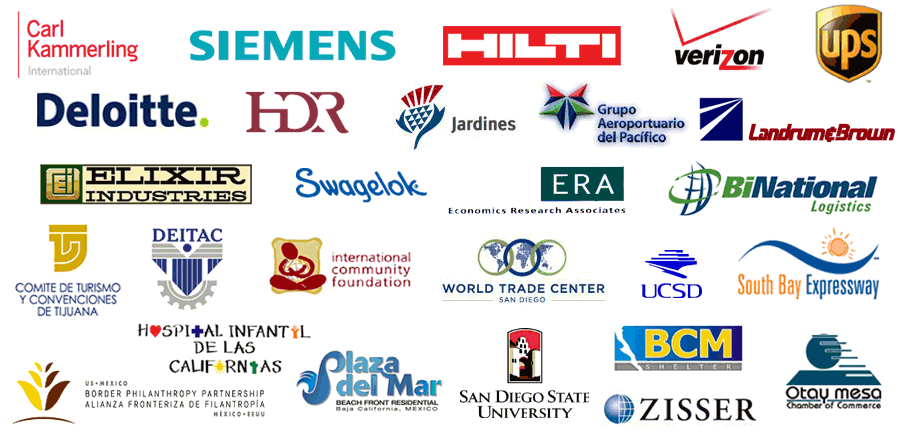 Carl
Kammerling
International
SIEMENS
HILTI
verizon
ups
Deloitte.
HDR
Jardines
Grupo
Aeroportuario
del Pacífico
Landrum&Brown
Ei ELIXIR
INDUSTRIES
Swagelok
ERA
Economics Research Associates
BiNational
Logistics
COMITE DE TURISMO
Y CONVENCIONES
DE TIJUANA
DEITAC
international
community
foundation
WORLD TRADE CENTER
SAN DIEGO
UCSD
South Bay Expressway
US - MEXICO
BORDER PHILANTHROPY PARTNERSHIP
ALIANZA FRONTERIZA DE FILANTROPÍA
MÉXICO - EEUU
HOSPITAL INFANTIL
DE LAS
CALIFORNIAS
Plaza
del Mar
BEACH FRONT RESIDENTIAL
Baja California, MEXICO
SAN DIEGO STATE
UNIVERSITY
BCM
SHELTER
ZISSER
Otay mesa
Chamber of Commerce